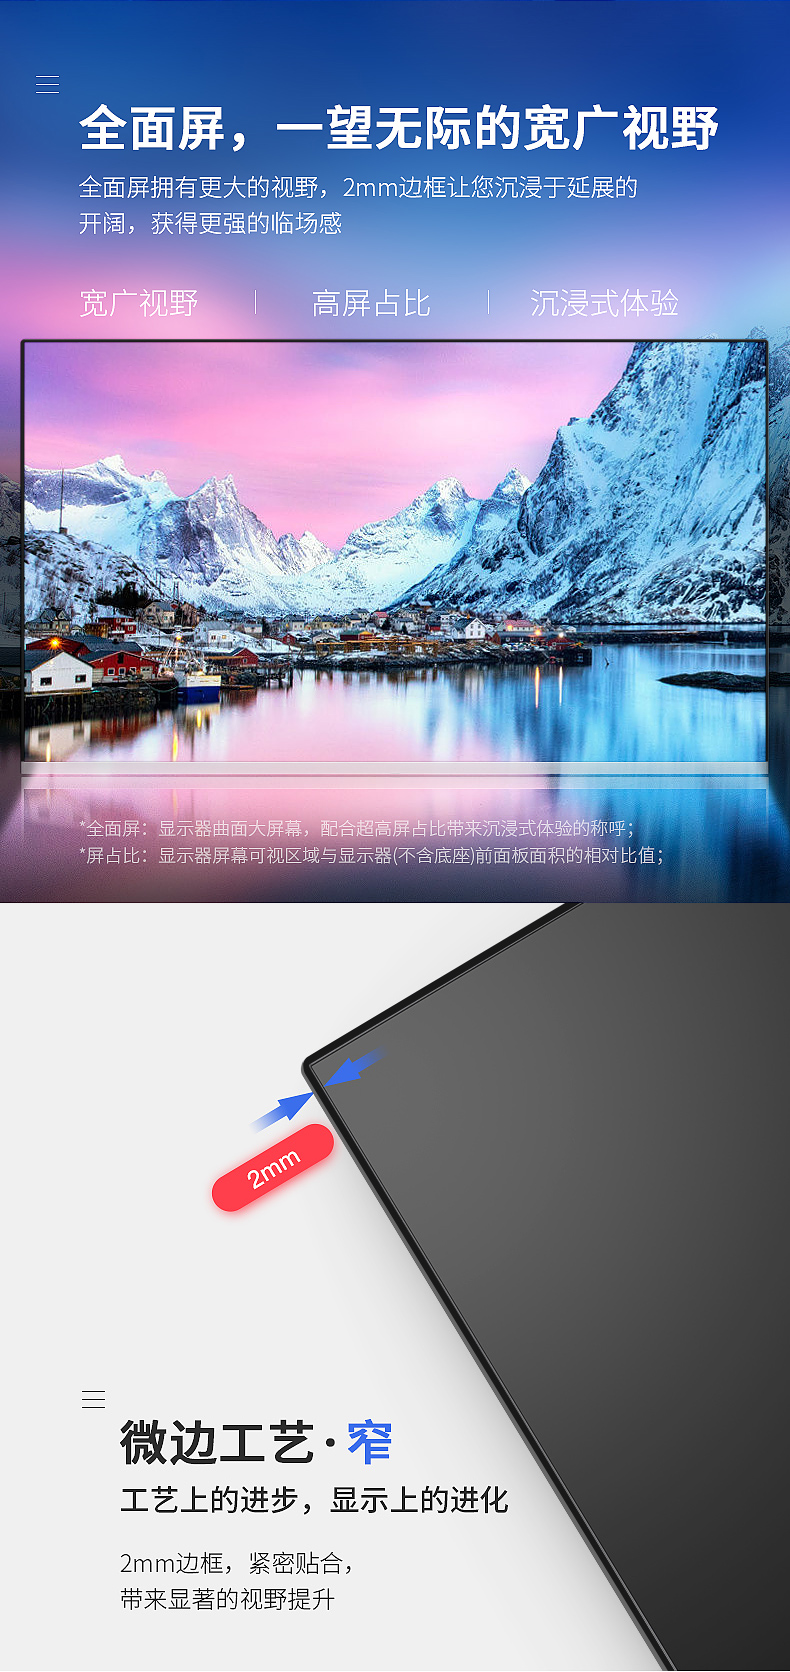 全面屏，一望无际的宽广视野
全面屏拥有更大的视野，2mm边框让您沉浸于延展的
开阔，获得更强的临场感
宽广视野 | 高屏占比 | 沉浸式体验
*全面屏：显示器曲面大屏幕，配合超高屏占比带来沉浸式体验的称呼；
*屏占比：显示器屏幕可视区域与显示器(不含底座)前面板面积的相对比值；
2mm
微边工艺·窄
工艺上的进步，显示上的进化
2mm边框，紧密贴合，
带来显著的视野提升